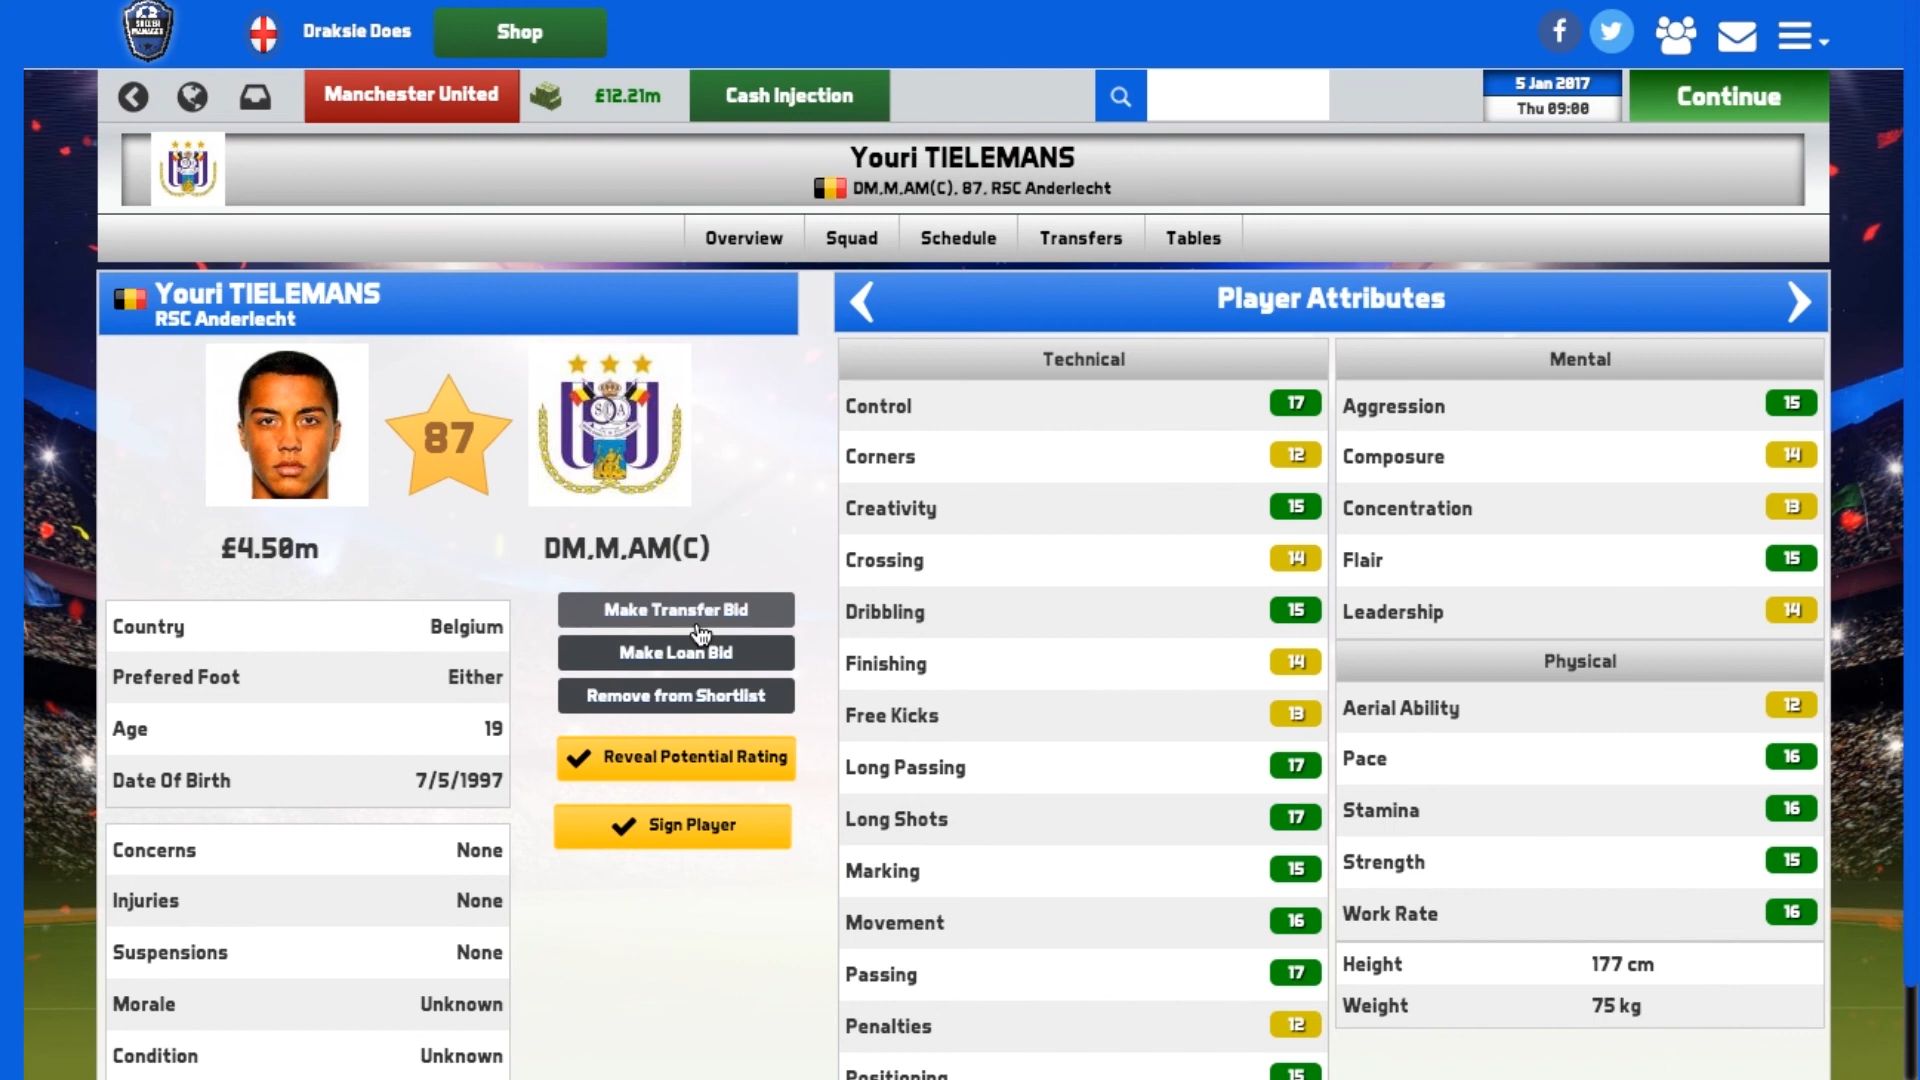 SOCCER
MANAGER
Draksie Does
Shop
Manchester United
£12.21m
Cash Injection
5 Jan 2017
Thu 09:00
Continue
Youri TIELEMANS
DM,M,AM(C), 87, RSC Anderlecht
Overview
Squad
Schedule
Transfers
Tables
Youri TIELEMANS
RSC Anderlecht
87
£4.50m
DM,M,AM(C)
Country Belgium
Prefered Foot Either
Age 19
Date Of Birth 7/5/1997
Concerns None
Injuries None
Suspensions None
Morale Unknown
Condition Unknown
Make Transfer Bid
Make Loan Bid
Remove from Shortlist
Reveal Potential Rating
Sign Player
Player Attributes
Technical
Control 17
Corners 12
Creativity 15
Crossing 14
Dribbling 15
Finishing 14
Free Kicks 13
Long Passing 17
Long Shots 17
Marking 15
Movement 16
Passing 17
Penalties 12
Positioning 15
Mental
Aggression 15
Composure 14
Concentration 13
Flair 15
Leadership 14
Physical
Aerial Ability 12
Pace 16
Stamina 16
Strength 15
Work Rate 16
Height 177 cm
Weight 75 kg